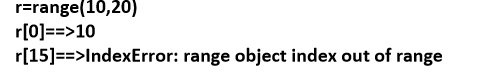 r=range(10,20)
r[0]==>10
r[15]==>IndexError: range object index out of range